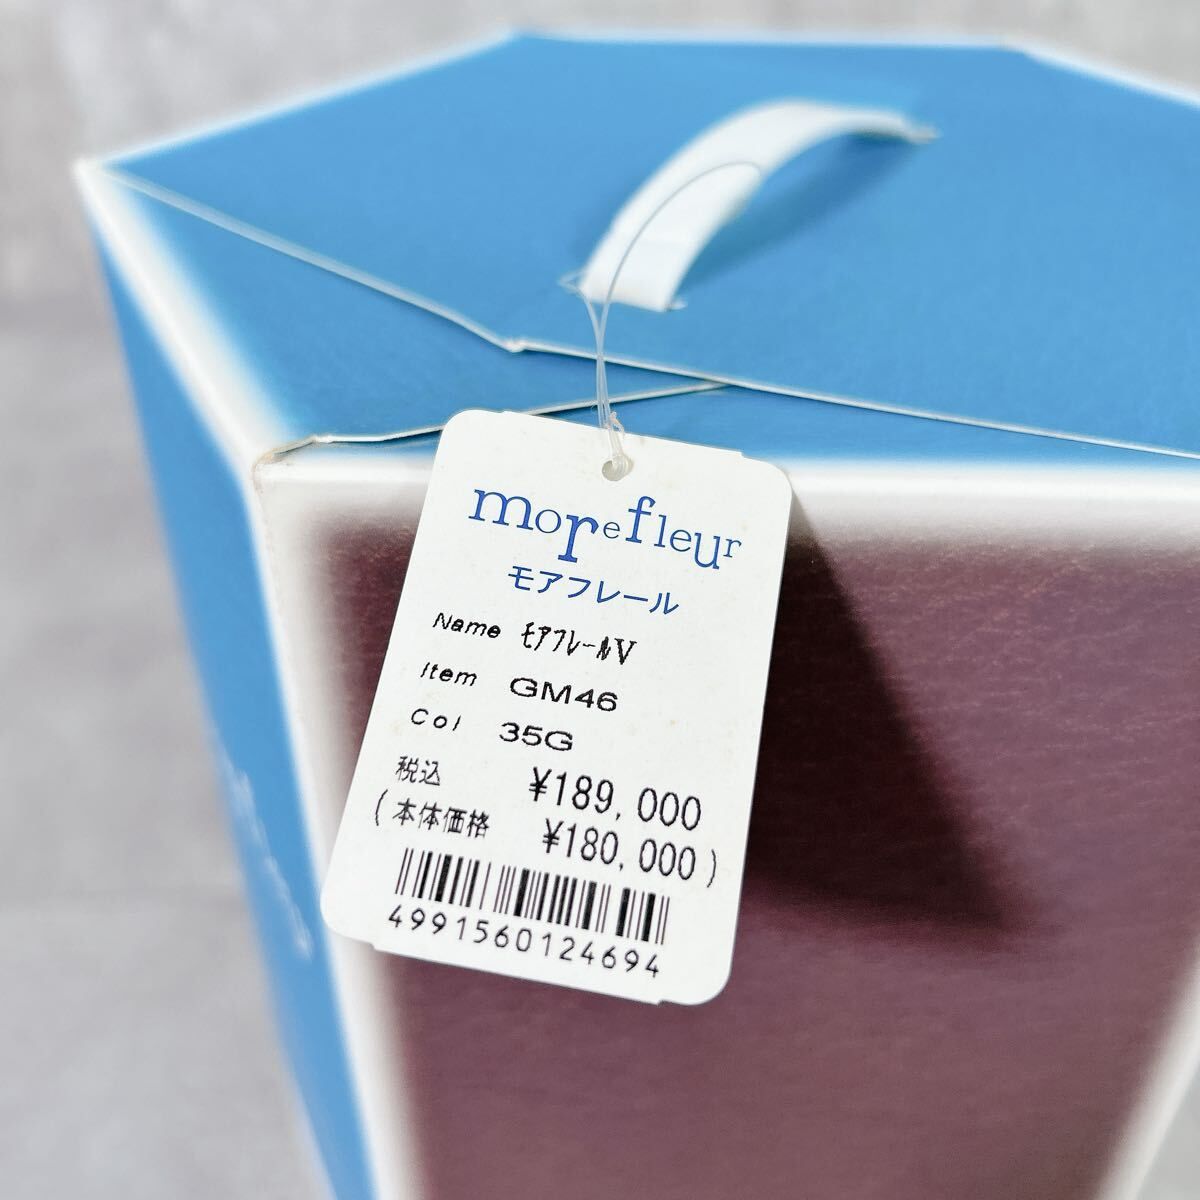 morefleur
モアフレール
Name ﾓｱﾌﾚｰﾙV
Item GM46
Col 35G
税込 ¥189,000
(本体価格 ¥180,000)
4991560124694